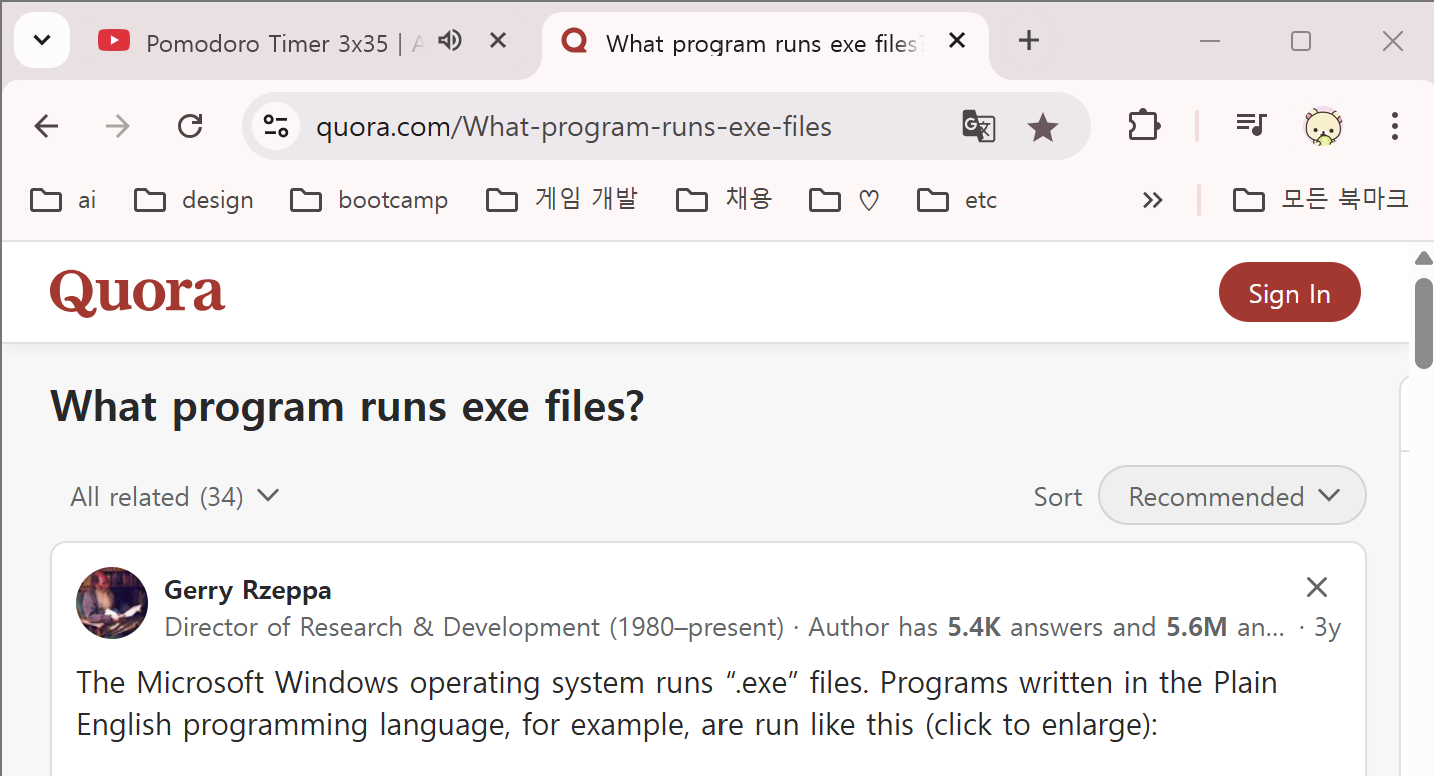 Pomodoro Timer 3x35 | A
What program runs exe files?
quora.com/What-program-runs-exe-files
ai design bootcamp 게임 개발 채용 ♡ etc » 모든 북마크
Quora
Sign In
What program runs exe files?
All related (34)
Sort Recommended
Gerry Rzeppa
Director of Research & Development (1980–present) · Author has 5.4K answers and 5.6M an... · 3y
The Microsoft Windows operating system runs “.exe” files. Programs written in the Plain
English programming language, for example, are run like this (click to enlarge):